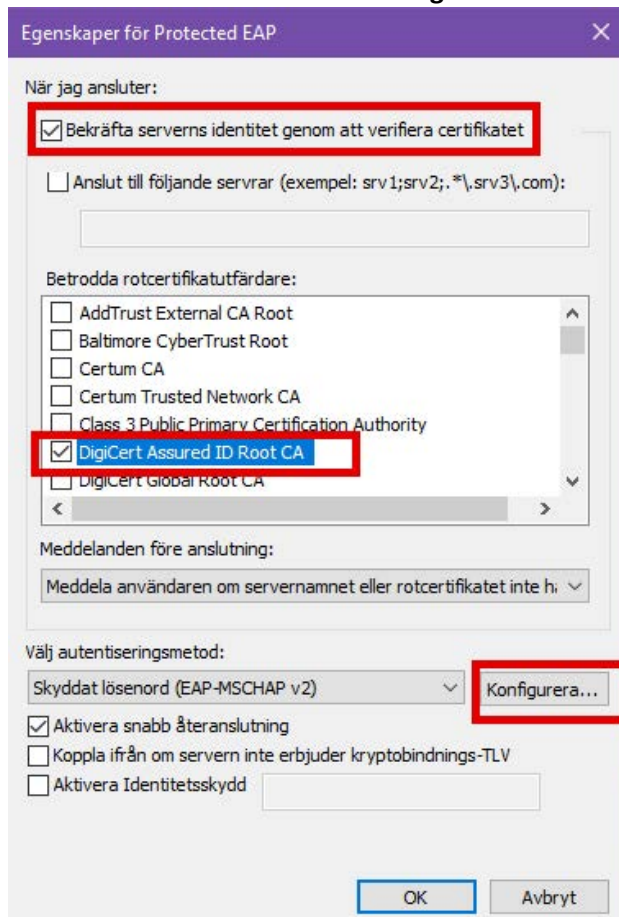 Egenskaper för Protected EAP
När jag ansluter:
Bekräfta serverns identitet genom att verifiera certifikatet
Anslut till följande servrar (exempel: srv1;srv2;.*\.srv3\.com):
Betrodda rotcertifikatutfärdare:
AddTrust External CA Root
Baltimore CyberTrust Root
Certum CA
Certum Trusted Network CA
Class 3 Public Primary Certification Authority
DigiCert Assured ID Root CA
DigiCert Global Root CA
Meddelanden före anslutning:
Meddela användaren om servernamnet eller rotcertifikatet inte
Välj autentiseringsmetod:
Skyddat lösenord (EAP-MSCHAP v2)
Konfigurera...
Aktivera snabb återanslutning
Koppla ifrån om servern inte erbjuder kryptobindnings-TLV
Aktivera Identitetsskydd
OK
Avbryt